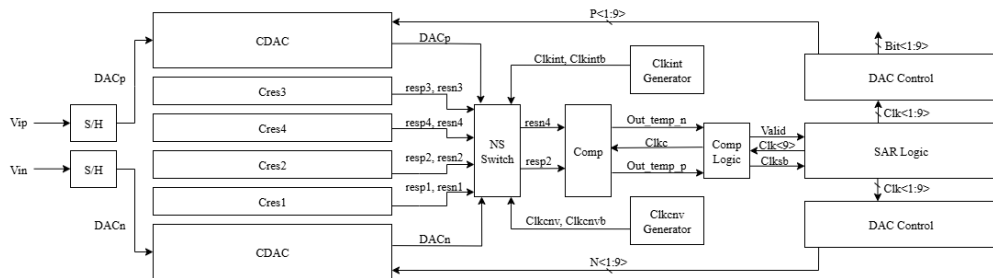 P<1:9>
Bit<1:9>
CDAC
DACp
DACp
Clkint, Clkintb
Clkint
Generator
DAC Control
Cres3
resp3, resn3
Clk<1:9>
Vip
S/H
Cres4
resp4, resn4
NS
Switch
resn4
Comp
Out_temp_n
Clkc
Comp
Logic
Valid
Clk<9>
Clksb
SAR Logic
Vin
S/H
Cres2
resp2, resn2
resp2
Out_temp_p
Cres1
resp1, resn1
Clk<1:9>
DACn
Clkcnv, Clkcnvb
Clkcnv
Generator
DAC Control
CDAC
DACn
N<1:9>